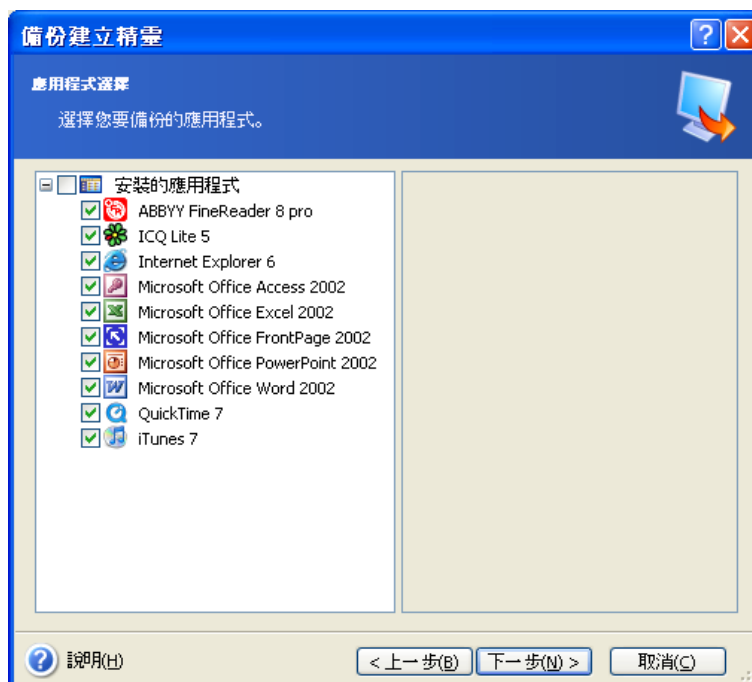 備份建立精靈
應用程式選擇
選擇您要備份的應用程式。
安裝的應用程式
ABBYY FineReader 8 pro
ICQ Lite 5
Internet Explorer 6
Microsoft Office Access 2002
Microsoft Office Excel 2002
Microsoft Office FrontPage 2002
Microsoft Office PowerPoint 2002
Microsoft Office Word 2002
QuickTime 7
iTunes 7
說明(H)
<上一步(B)
下一步(N) >
取消(C)